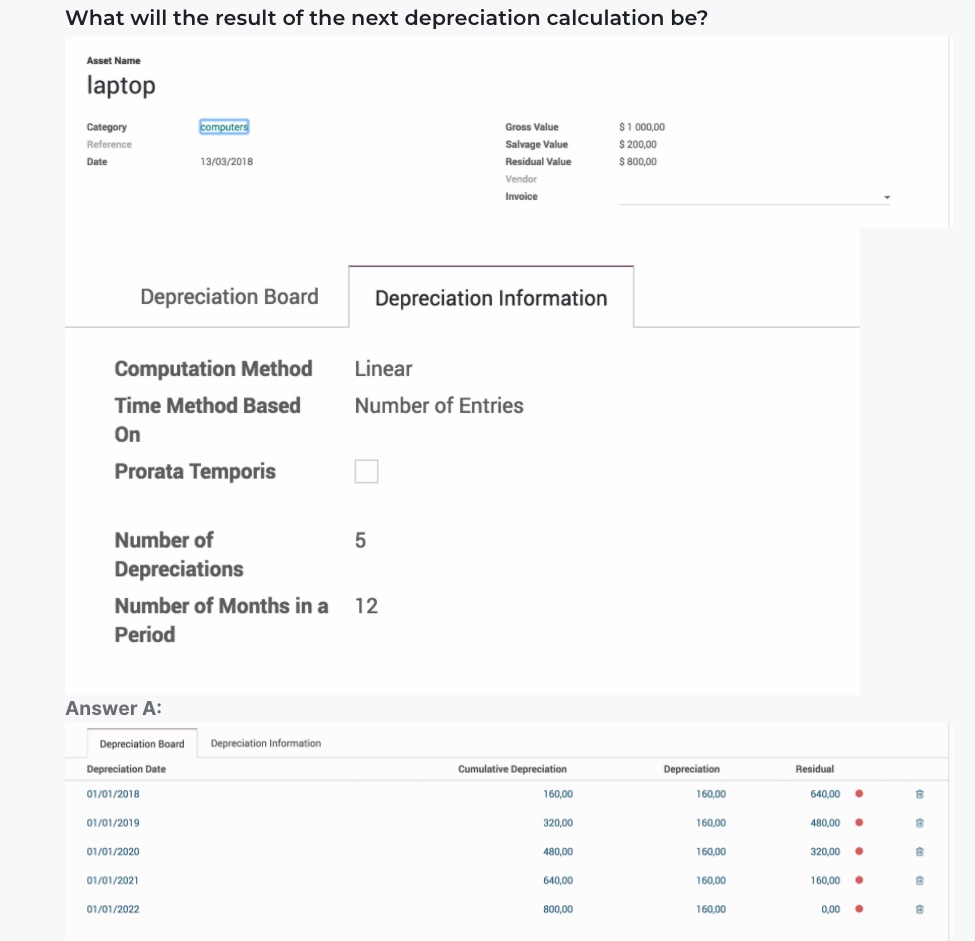 What will the result of the next depreciation calculation be?
Asset Name
laptop
Category computers Gross Value $ 1 000,00
Reference Salvage Value $ 200,00
Date 13/03/2018 Residual Value $ 800,00
Vendor
Invoice
Depreciation Board Depreciation Information
Computation Method Linear
Time Method Based Number of Entries
On
Prorata Temporis
Number of 5
Depreciations
Number of Months in a 12
Period
Answer A:
Depreciation Board Depreciation Information
Depreciation Date Cumulative Depreciation Depreciation Residual
01/01/2018 160,00 160,00 640,00
01/01/2019 320,00 160,00 480,00
01/01/2020 480,00 160,00 320,00
01/01/2021 640,00 160,00 160,00
01/01/2022 800,00 160,00 0,00